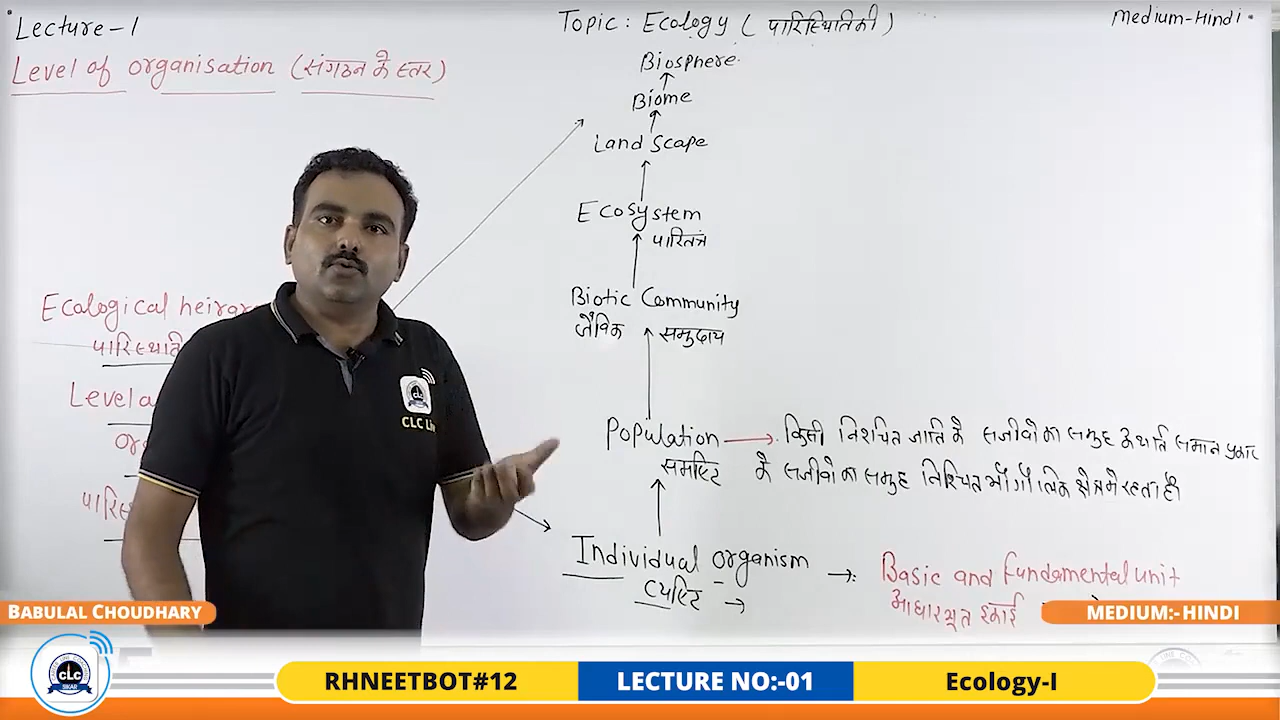 Lecture-1
Topic: Ecology ( पारिस्थितिकी )
Medium-Hindi
Level of organisation (संगठन के स्तर)
Biosphere
Biome
Land Scape
Ecosystem
पारितंत्र
Biotic Community
जैविक समुदाय
Ecological heirar
पारिस्थाति
Level
Population → किसी निश्चित जाति के सजीवों का समुह समान प्रकार
समष्टि के सजीवों का समुह निश्चित भौगोलिक क्षेत्र में रहता है।
Individual organism → Basic and Fundamental unit
व्यष्टि → आधारभूत इकाई
CLC
BABULAL CHOUDHARY
MEDIUM:- HINDI
CLC
SIKAR
RHNEETBOT#12
LECTURE NO:-01
Ecology-I